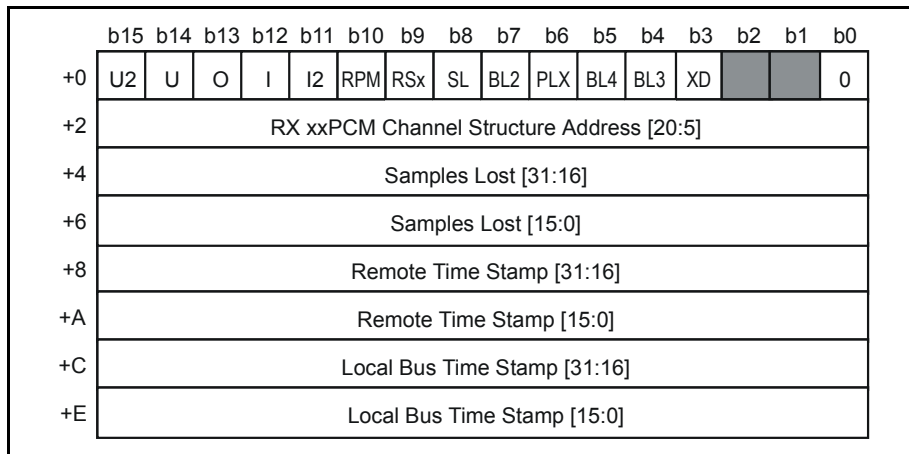 b15 b14 b13 b12 b11 b10 b9 b8 b7 b6 b5 b4 b3 b2 b1 b0
+0 U2 U O I I2 RPM RSx SL BL2 PLX BL4 BL3 XD 0
+2 RX xxPCM Channel Structure Address [20:5]
+4 Samples Lost [31:16]
+6 Samples Lost [15:0]
+8 Remote Time Stamp [31:16]
+A Remote Time Stamp [15:0]
+C Local Bus Time Stamp [31:16]
+E Local Bus Time Stamp [15:0]